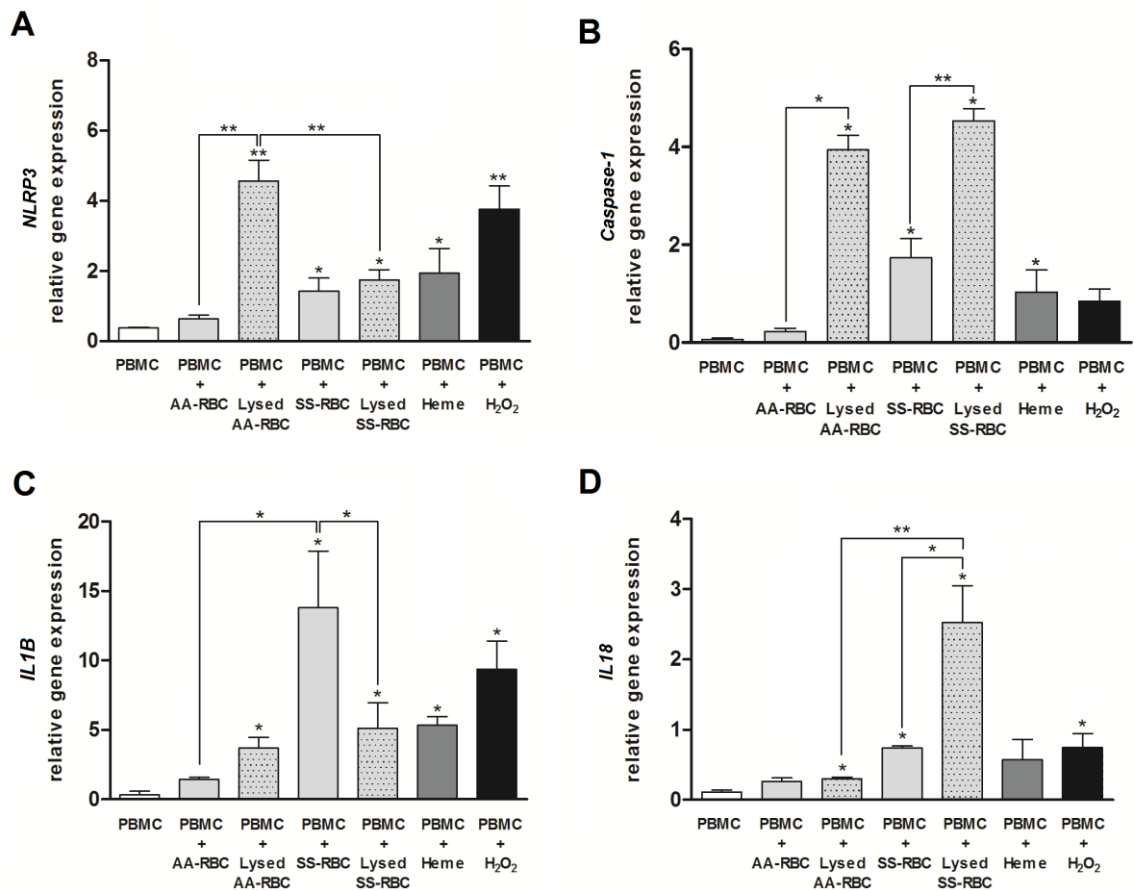 A
NLRP3
relative gene expression
8
6
4
2
0
** **
** * * * **
PBMC PBMC PBMC PBMC PBMC PBMC PBMC
+ + + + + +
AA-RBC Lysed SS-RBC Lysed Heme H₂O₂
AA-RBC SS-RBC
B
Caspase-1
relative gene expression
6
4
2
0
* **
* * * *
PBMC PBMC PBMC PBMC PBMC PBMC PBMC
+ + + + + +
AA-RBC Lysed SS-RBC Lysed Heme H₂O₂
AA-RBC SS-RBC
C
IL1B
relative gene expression
20
15
10
5
0
* *
* * * * *
PBMC PBMC PBMC PBMC PBMC PBMC PBMC
+ + + + + +
AA-RBC Lysed SS-RBC Lysed Heme H₂O₂
AA-RBC SS-RBC
D
IL18
relative gene expression
4
3
2
1
0
**
*
* * * *
PBMC PBMC PBMC PBMC PBMC PBMC PBMC
+ + + + + +
AA-RBC Lysed SS-RBC Lysed Heme H₂O₂
AA-RBC SS-RBC